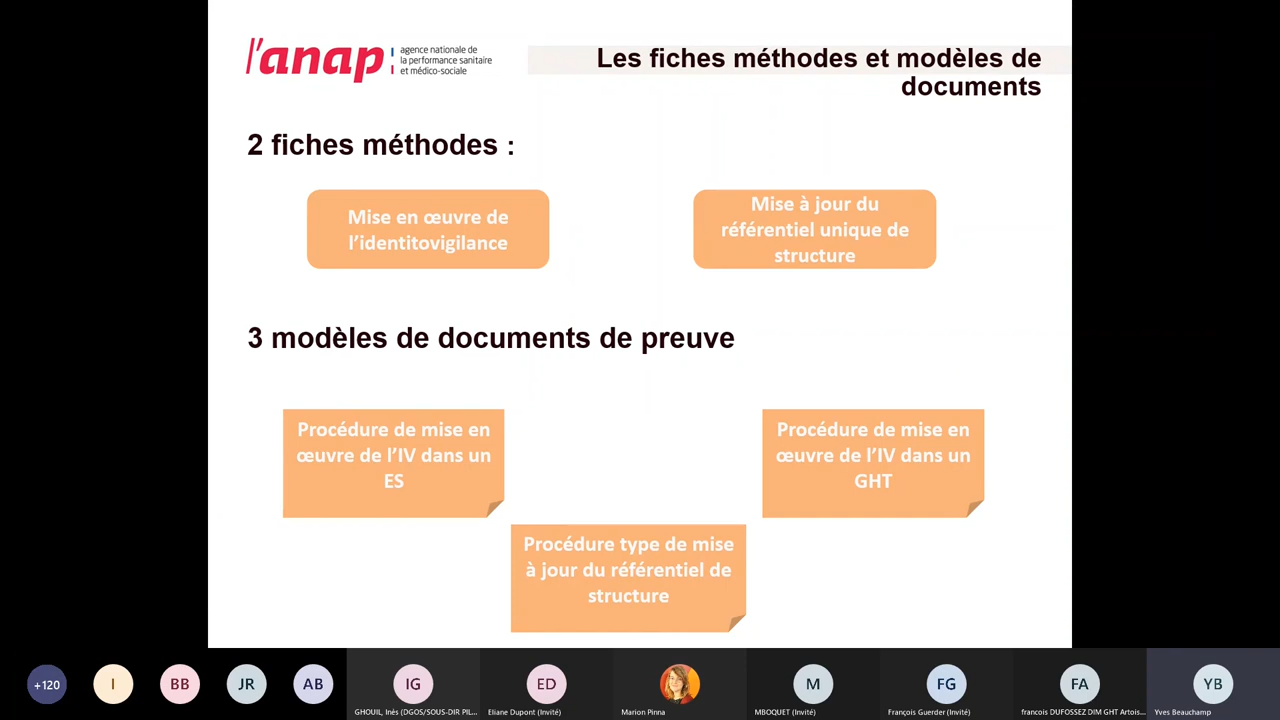 l'anap
agence nationale de
la performance sanitaire
et médico-sociale
Les fiches méthodes et modèles de
documents
2 fiches méthodes :
Mise en œuvre de
l'identitovigilance
Mise à jour du
référentiel unique de
structure
3 modèles de documents de preuve
Procédure de mise en
œuvre de l'IV dans un
ES
Procédure de mise en
œuvre de l'IV dans un
GHT
Procédure type de mise
à jour du référentiel de
structure
+120
I
BB
JR
AB
IG
ED
M
FG
FA
YB
GHOUIL, Inès (DGOS/SOUS-DIR PIL...
Eliane Dupont (Invité)
Marion Pinna
MBOQUET (Invité)
François Guerder (Invité)
francois DUFOSSEZ DIM GHT Artois...
Yves Beauchamp